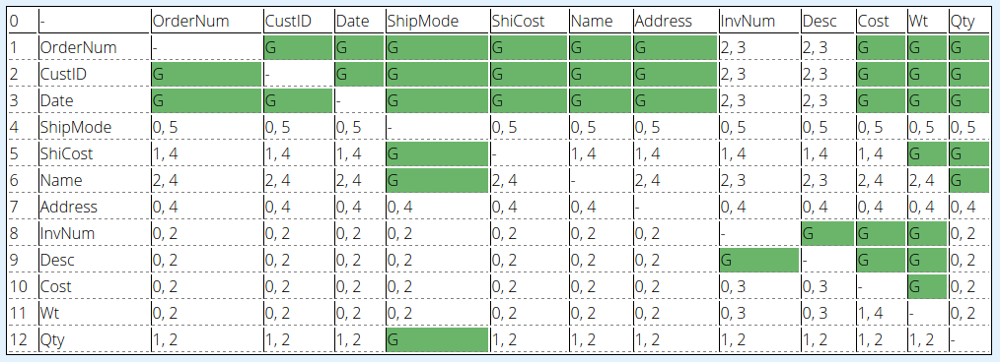 0 - OrderNum CustID Date ShipMode ShiCost Name Address InvNum Desc Cost Wt Qty
1 OrderNum - G G G G G G 2, 3 2, 3 G G G
2 CustID G - G G G G G 2, 3 2, 3 G G G
3 Date G G - G G G G 2, 3 2, 3 G G G
4 ShipMode 0, 5 0, 5 0, 5 - 0, 5 0, 5 0, 5 0, 5 0, 5 0, 5 0, 5 0, 5
5 ShiCost 1, 4 1, 4 1, 4 G - 1, 4 1, 4 1, 4 1, 4 1, 4 G G
6 Name 2, 4 2, 4 2, 4 G 2, 4 - 2, 4 2, 3 2, 3 2, 4 2, 4 G
7 Address 0, 4 0, 4 0, 4 0, 4 0, 4 0, 4 - 0, 4 0, 4 0, 4 0, 4 0, 4
8 InvNum 0, 2 0, 2 0, 2 0, 2 0, 2 0, 2 0, 2 - G G G 0, 2
9 Desc 0, 2 0, 2 0, 2 0, 2 0, 2 0, 2 0, 2 G - G G 0, 2
10 Cost 0, 2 0, 2 0, 2 0, 2 0, 2 0, 2 0, 2 0, 3 0, 3 - G 0, 2
11 Wt 0, 2 0, 2 0, 2 0, 2 0, 2 0, 2 0, 2 0, 3 0, 3 1, 4 - 0, 2
12 Qty 1, 2 1, 2 1, 2 G 1, 2 1, 2 1, 2 1, 2 1, 2 1, 2 1, 2 -